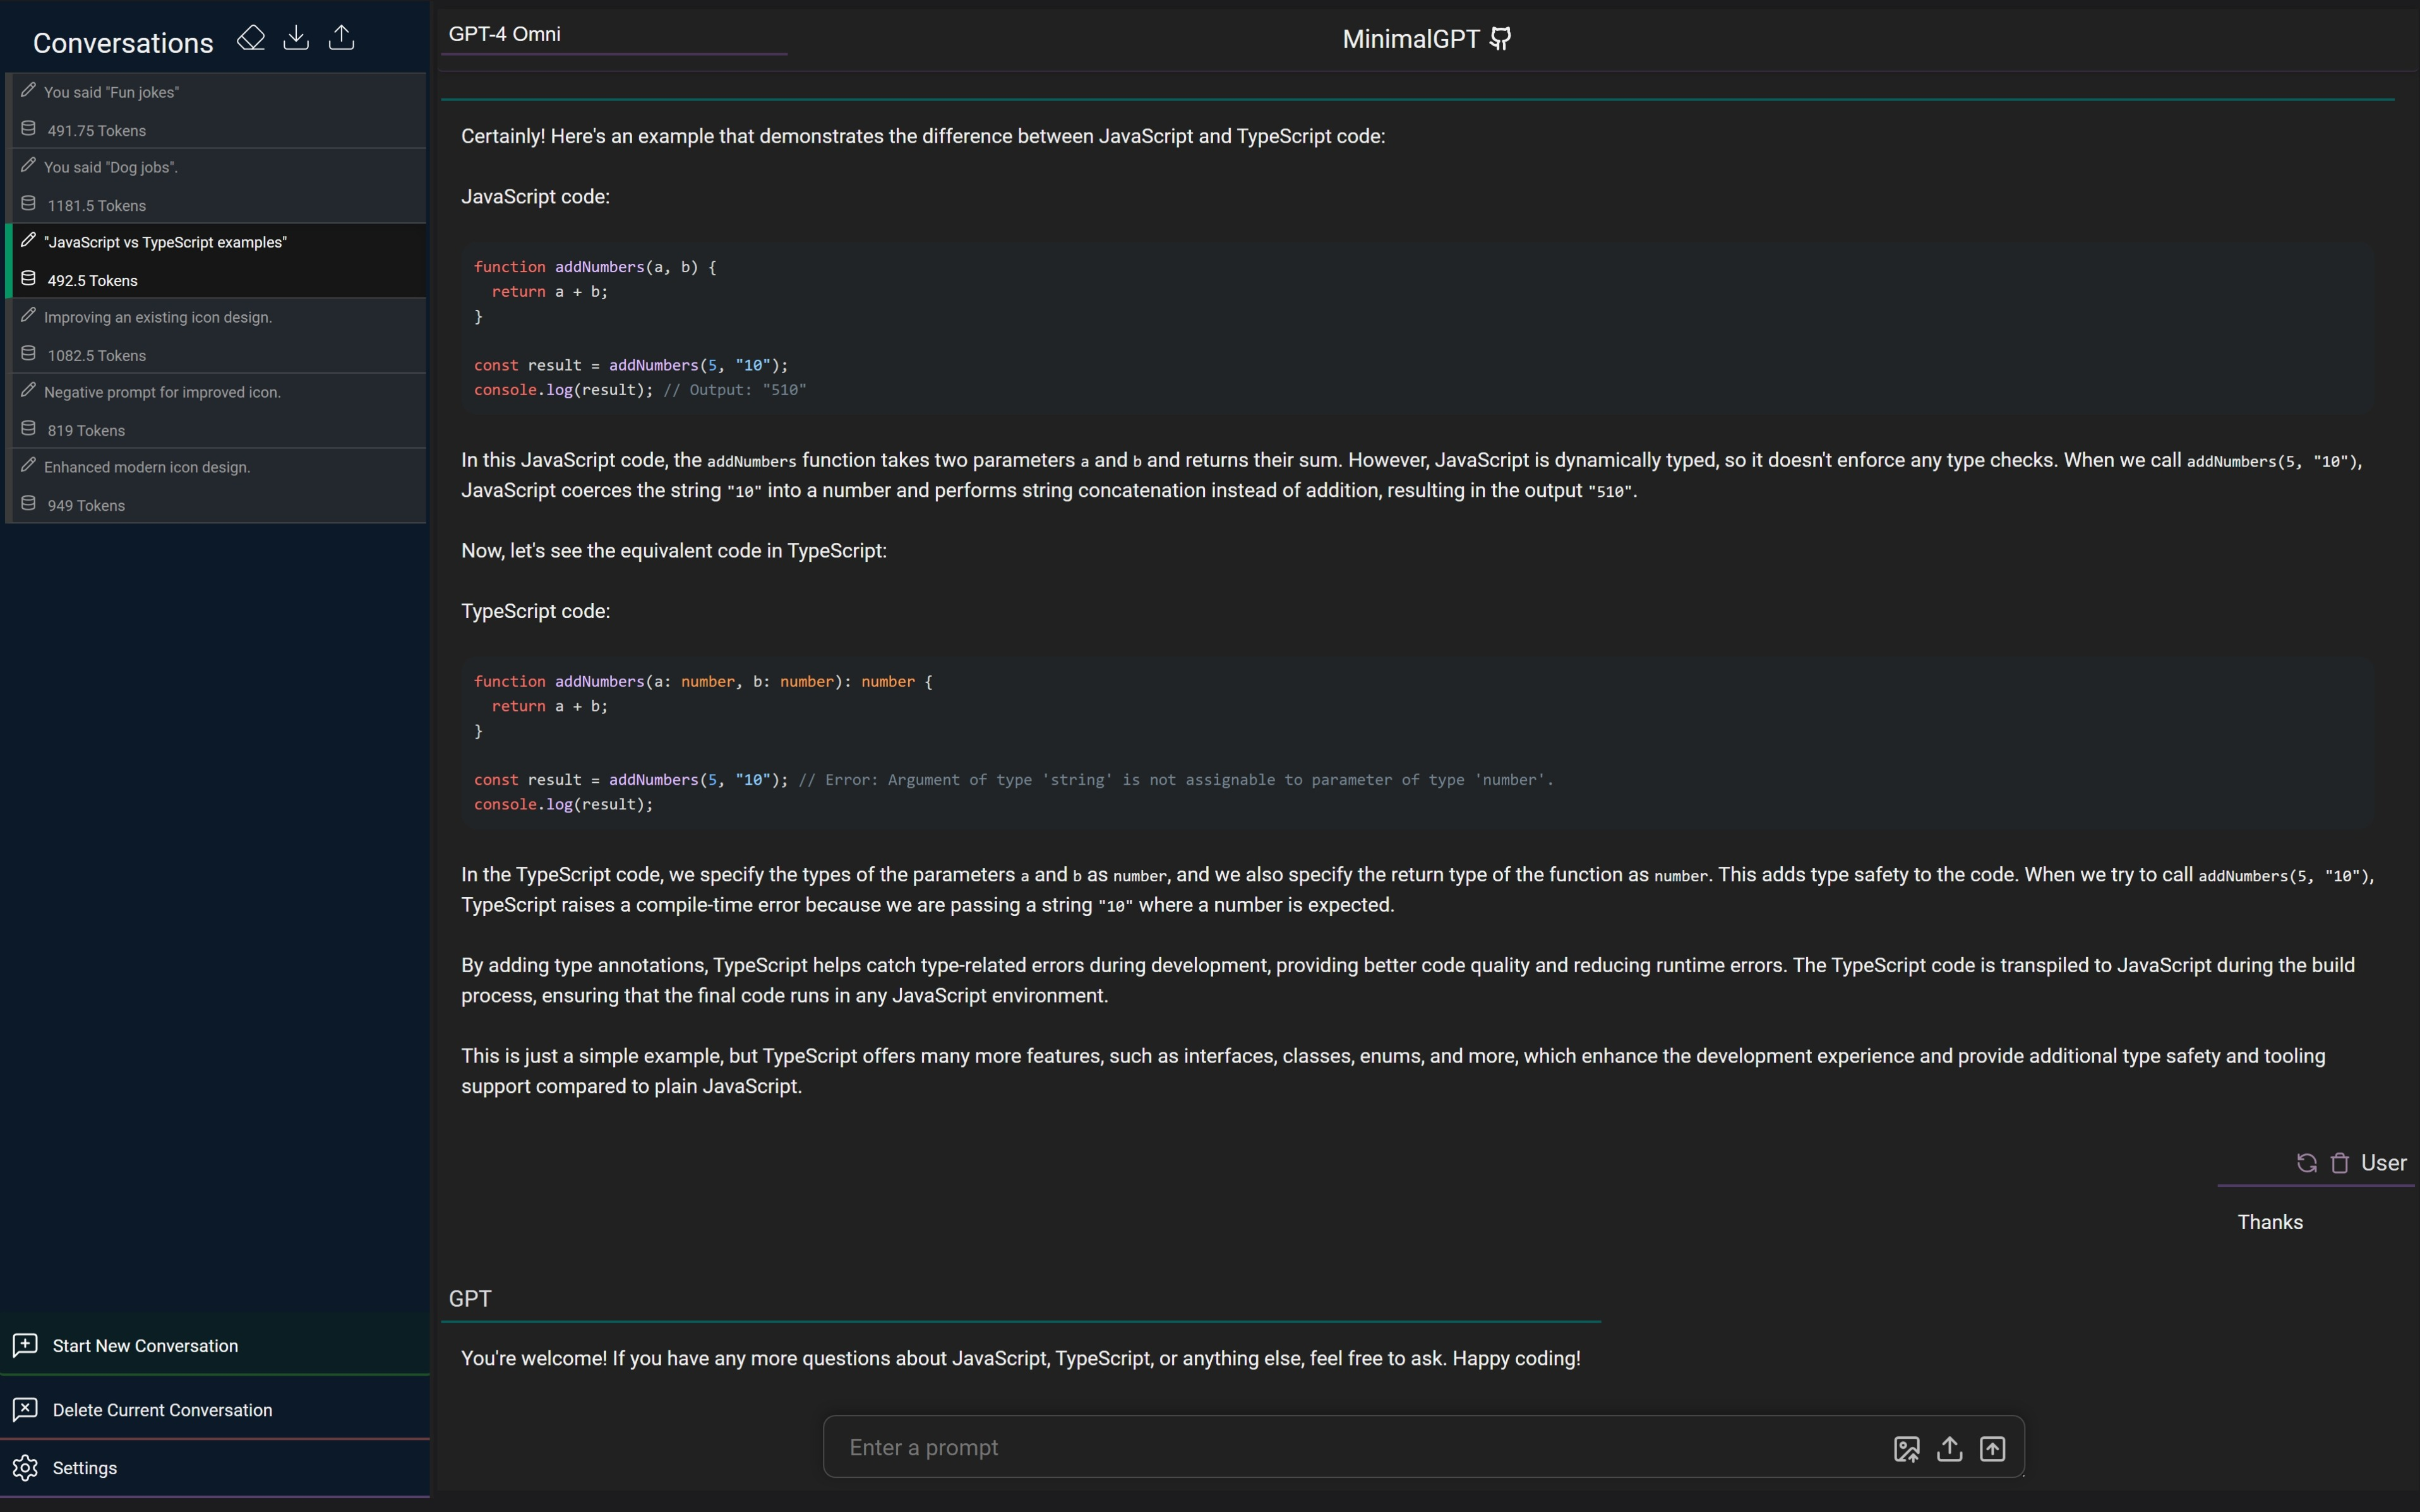 Conversations
You said "Fun jokes"
491.75 Tokens
You said "Dog jobs".
1181.5 Tokens
"JavaScript vs TypeScript examples"
492.5 Tokens
Improving an existing icon design.
1082.5 Tokens
Negative prompt for improved icon.
819 Tokens
Enhanced modern icon design.
949 Tokens
Start New Conversation
Delete Current Conversation
Settings
GPT-4 Omni
MinimalGPT
Certainly! Here's an example that demonstrates the difference between JavaScript and TypeScript code:
JavaScript code:
function addNumbers(a, b) {
  return a + b;
}
const result = addNumbers(5, "10");
console.log(result); // Output: "510"
In this JavaScript code, the addNumbers function takes two parameters a and b and returns their sum. However, JavaScript is dynamically typed, so it doesn't enforce any type checks. When we call addNumbers(5, "10"),
JavaScript coerces the string "10" into a number and performs string concatenation instead of addition, resulting in the output "510".
Now, let's see the equivalent code in TypeScript:
TypeScript code:
function addNumbers(a: number, b: number): number {
  return a + b;
}
const result = addNumbers(5, "10"); // Error: Argument of type 'string' is not assignable to parameter of type 'number'.
console.log(result);
In the TypeScript code, we specify the types of the parameters a and b as number, and we also specify the return type of the function as number. This adds type safety to the code. When we try to call addNumbers(5, "10"),
TypeScript raises a compile-time error because we are passing a string "10" where a number is expected.
By adding type annotations, TypeScript helps catch type-related errors during development, providing better code quality and reducing runtime errors. The TypeScript code is transpiled to JavaScript during the build
process, ensuring that the final code runs in any JavaScript environment.
This is just a simple example, but TypeScript offers many more features, such as interfaces, classes, enums, and more, which enhance the development experience and provide additional type safety and tooling
support compared to plain JavaScript.
User
Thanks
GPT
You're welcome! If you have any more questions about JavaScript, TypeScript, or anything else, feel free to ask. Happy coding!
Enter a prompt